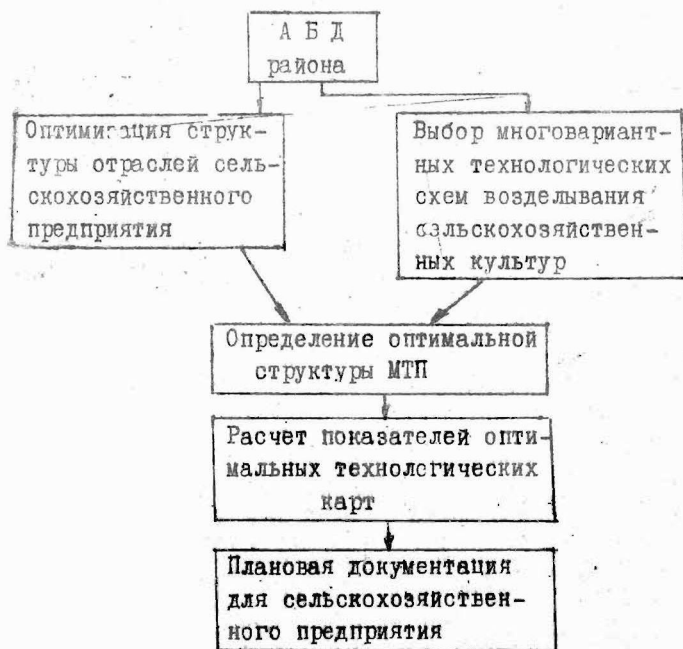 А Б Д
района
Оптимизация струк-
туры отраслей сель-
скохозяйственного
предприятия
Выбор многовариант-
ных технологических
схем возделывания
сельскохозяйствен-
ных культур
Определение оптимальной
структуры МТП
Расчет показателей опти-
мальных технологических
карт
Плановая документация
для сельскохозяйствен-
ного предприятия